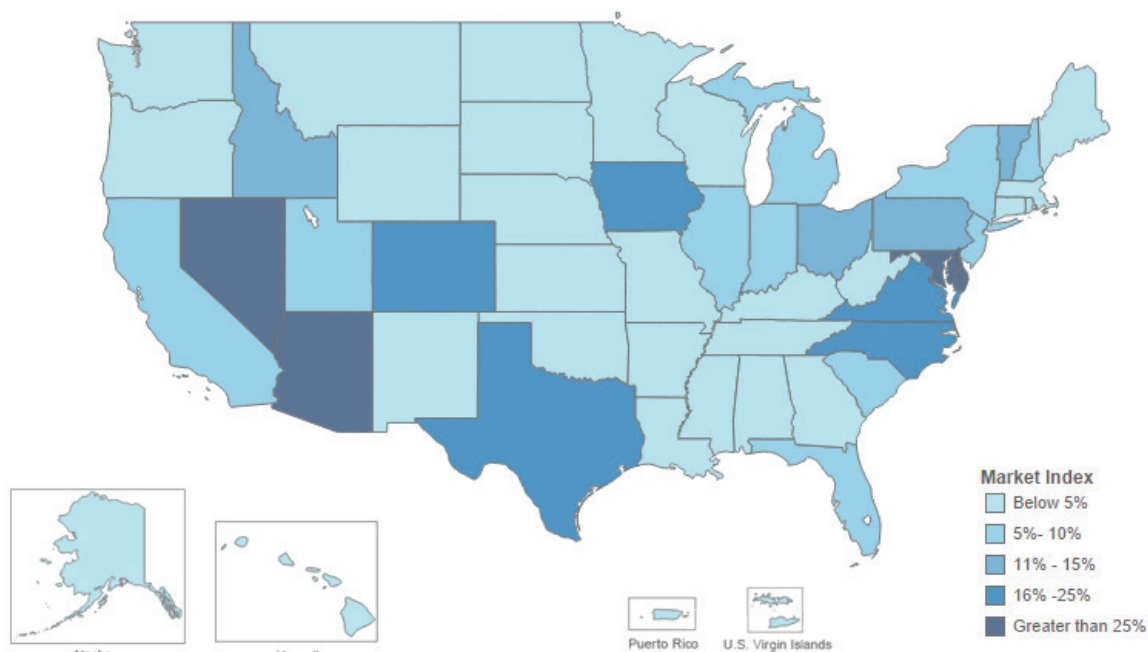 Market Index
Below 5%
5%- 10%
11% - 15%
16% -25%
Greater than 25%
Puerto Rico
U.S. Virgin Islands